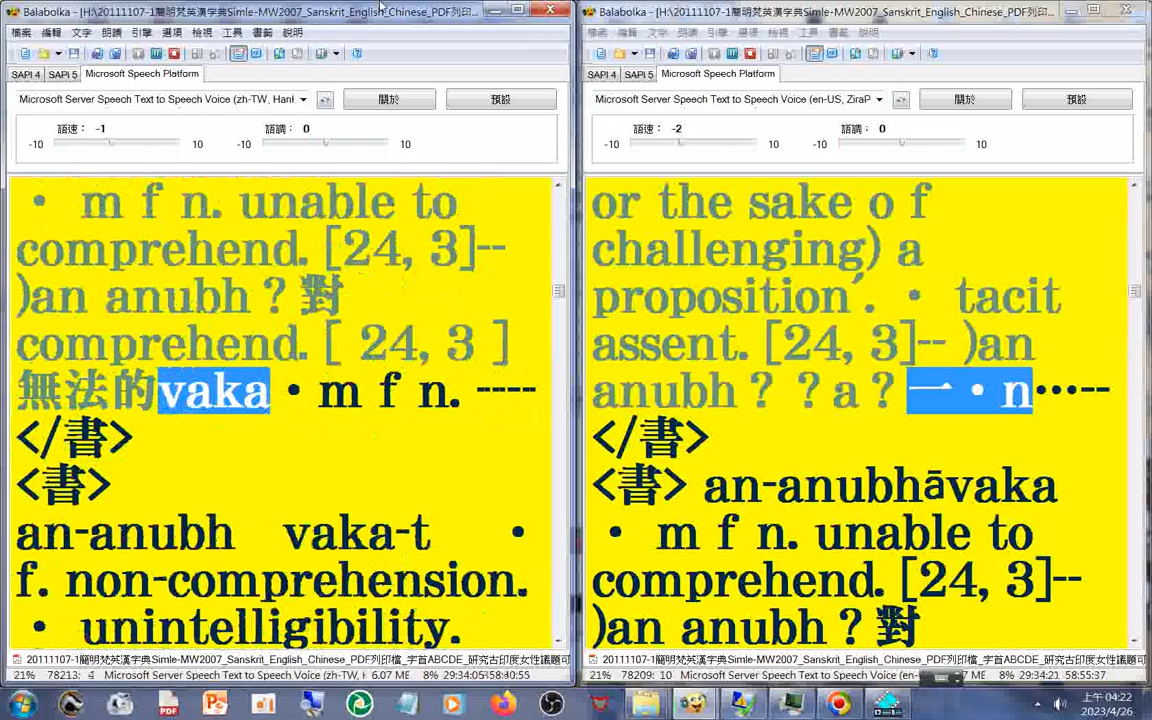 Balabolka - [H:\20111107-1簡明梵英漢字典Simle-MW2007_Sanskrit_English_Chinese_PDF列印...
檔案 編輯 文字 朗讀 引擎 選項 檢視 工具 書籤 說明
SAPI 4 SAPI 5 Microsoft Speech Platform
Microsoft Server Speech Text to Speech Voice (zh-TW, Han
關於 預設
語速： -1 語調： 0
-10 10 -10 10
• m f n. unable to
comprehend. [24, 3]--
)an anubh ? 對
comprehend. [ 24, 3 ]
無法的vaka • m f n. ----
</書>
<書>
an-anubh vaka-t •
f. non-comprehension.
• unintelligibility.
20111107-1簡明梵英漢字典Simle-MW2007_Sanskrit_English_Chinese_PDF列印檔_字首ABCDE_研究古印度女性議題可
21% 78213: 4 Microsoft Server Speech Text to Speech Voice (zh-TW, 6.07 MB 8% 29:34:05/358:40:55
Balabolka - [H:\20111107-1簡明梵英漢字典Simle-MW2007_Sanskrit_English_Chinese_PDF列印...
檔案 編輯 文字 朗讀 引擎 選項 檢視 工具 書籤 說明
SAPI 4 SAPI 5 Microsoft Speech Platform
Microsoft Server Speech Text to Speech Voice (en-US, ZiraP
關於 預設
語速： -2 語調： 0
-10 10 -10 10
or the sake o f
challenging) a
proposition´. • tacit
assent. [24, 3]-- )an
anubh ? ? a ? 一 • n•••--
</書>
<書> an-anubhāvaka
• m f n. unable to
comprehend. [24, 3]--
)an anubh ? 對
20111107-1簡明梵英漢字典Simle-MW2007_Sanskrit_English_Chinese_PDF列印檔_字首ABCDE_研究古印度女性議題可
21% 78209: 10 Microsoft Server Speech Text to Speech Voice (en-US, MB 8% 29:34:21/358:55:37
上午 04:22
2023/4/26